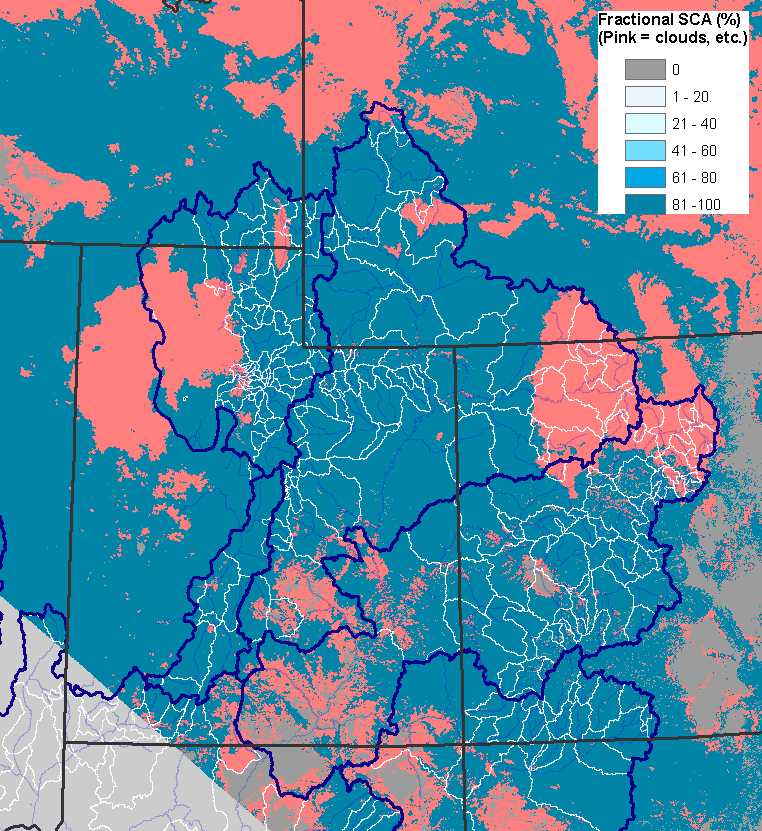 Fractional SCA (%)
(Pink = clouds, etc.)
0
1 - 20
21 - 40
41 - 60
61 - 80
81 -100